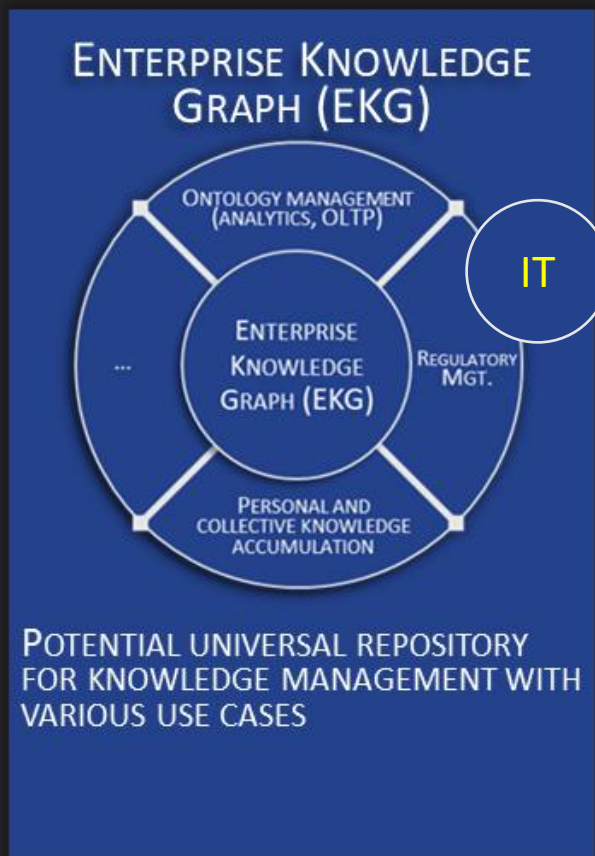 ENTERPRISE KNOWLEDGE
GRAPH (EKG)
ONTOLOGY MANAGEMENT
(ANALYTICS, OLTP)
IT
ENTERPRISE
KNOWLEDGE
GRAPH (EKG)
...
REGULATORY
MGT.
PERSONAL AND
COLLECTIVE KNOWLEDGE
ACCUMULATION
POTENTIAL UNIVERSAL REPOSITORY
FOR KNOWLEDGE MANAGEMENT WITH
VARIOUS USE CASES